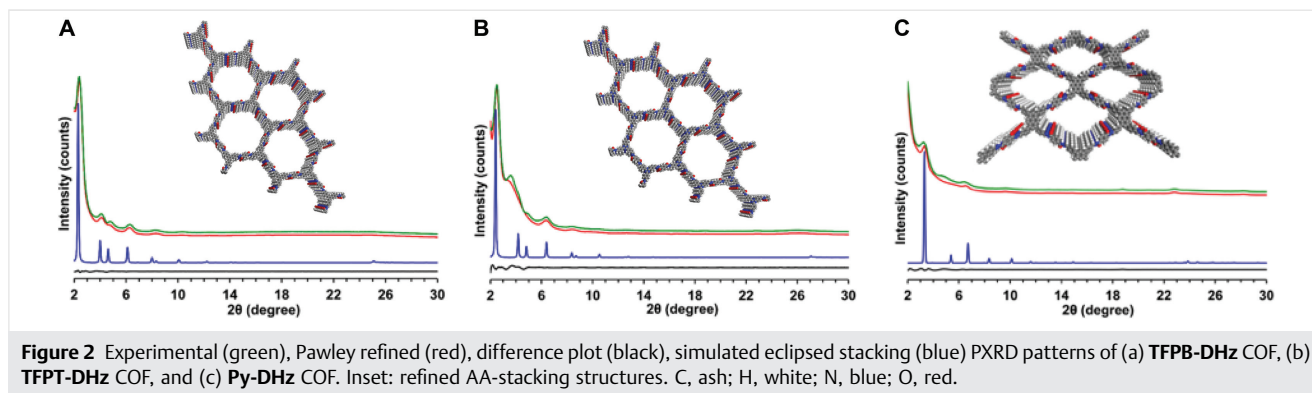 A
B
C
Intensity (counts)
2 6 10 14 18 22 26 30
2θ (degree)
Intensity (counts)
2 6 10 14 18 22 26 30
2θ (degree)
Intensity (counts)
2 6 10 14 18 22 26 30
2θ (degree)
Figure 2 Experimental (green), Pawley refined (red), difference plot (black), simulated eclipsed stacking (blue) PXRD patterns of (a) TFPB-DHz COF, (b)
TFPT-DHz COF, and (c) Py-DHz COF. Inset: refined AA-stacking structures. C, ash; H, white; N, blue; O, red.